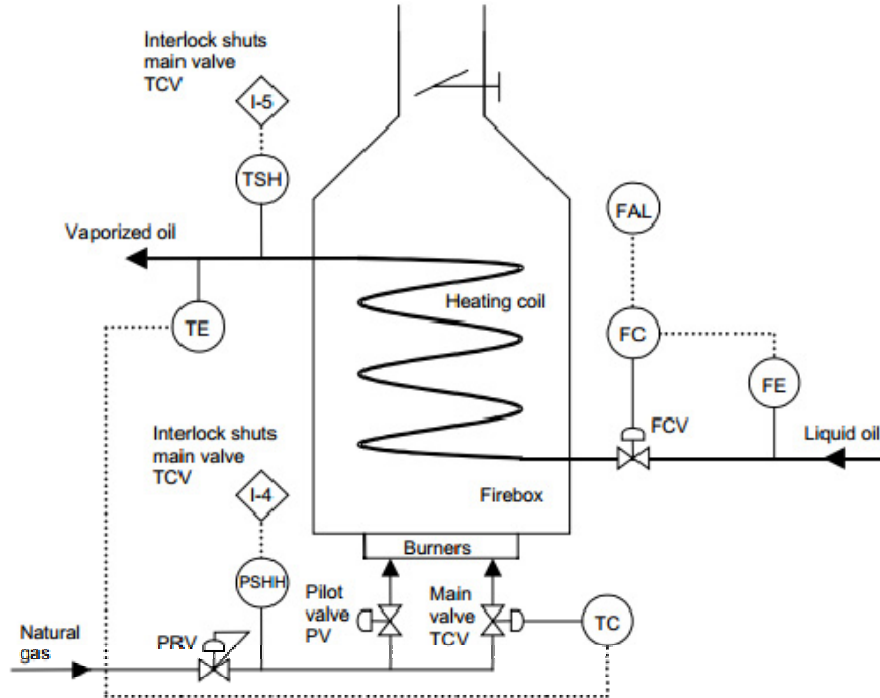 Interlock shuts
main valve
TCV
I-5
TSH
FAL
Vaporized oil
Heating coil
TE
FC
FE
Interlock shuts
main valve
TCV
FCV
Liquid oil
I-4
Firebox
Burners
PSHH
Pilot
valve
PV
Main
valve
TCV
TC
Natural
gas
PRV